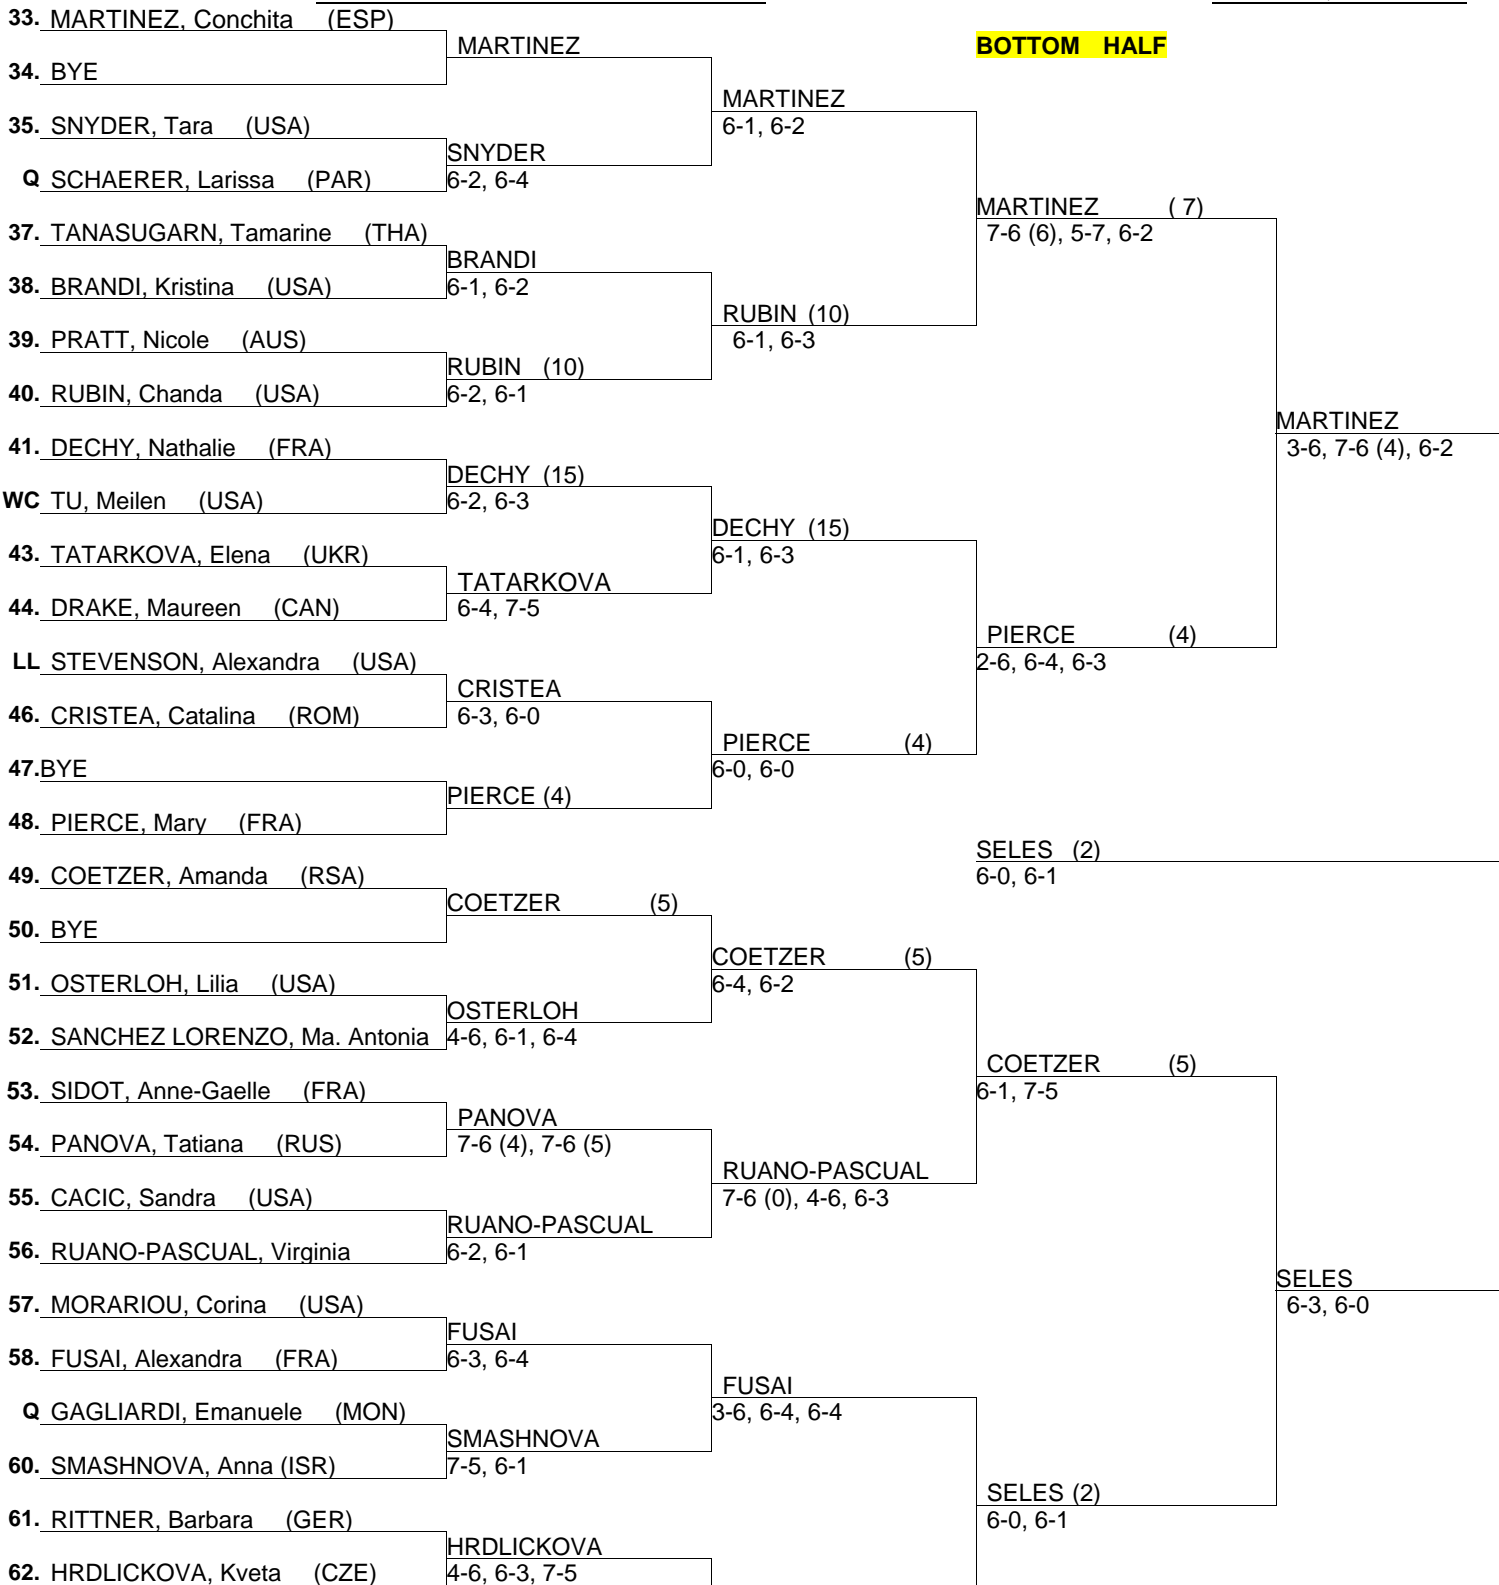 33. MARTINEZ, Conchita (ESP)
MARTINEZ
BOTTOM HALF
34. BYE
MARTINEZ
6-1, 6-2
35. SNYDER, Tara (USA)
SNYDER
6-2, 6-4
Q SCHAERER, Larissa (PAR)
MARTINEZ ( 7)
7-6 (6), 5-7, 6-2
37. TANASUGARN, Tamarine (THA)
BRANDI
6-1, 6-2
38. BRANDI, Kristina (USA)
RUBIN (10)
6-1, 6-3
39. PRATT, Nicole (AUS)
RUBIN (10)
6-2, 6-1
40. RUBIN, Chanda (USA)
MARTINEZ
3-6, 7-6 (4), 6-2
41. DECHY, Nathalie (FRA)
DECHY (15)
6-2, 6-3
WC TU, Meilen (USA)
DECHY (15)
6-1, 6-3
43. TATARKOVA, Elena (UKR)
TATARKOVA
6-4, 7-5
44. DRAKE, Maureen (CAN)
PIERCE (4)
2-6, 6-4, 6-3
LL STEVENSON, Alexandra (USA)
CRISTEA
6-3, 6-0
46. CRISTEA, Catalina (ROM)
PIERCE (4)
6-0, 6-0
47.BYE
PIERCE (4)
48. PIERCE, Mary (FRA)
SELES (2)
6-0, 6-1
49. COETZER, Amanda (RSA)
COETZER (5)
50. BYE
COETZER (5)
6-4, 6-2
51. OSTERLOH, Lilia (USA)
OSTERLOH
4-6, 6-1, 6-4
52. SANCHEZ LORENZO, Ma. Antonia
COETZER (5)
6-1, 7-5
53. SIDOT, Anne-Gaelle (FRA)
PANOVA
7-6 (4), 7-6 (5)
54. PANOVA, Tatiana (RUS)
RUANO-PASCUAL
7-6 (0), 4-6, 6-3
55. CACIC, Sandra (USA)
RUANO-PASCUAL
6-2, 6-1
56. RUANO-PASCUAL, Virginia
SELES
6-3, 6-0
57. MORARIOU, Corina (USA)
FUSAI
6-3, 6-4
58. FUSAI, Alexandra (FRA)
FUSAI
3-6, 6-4, 6-4
Q GAGLIARDI, Emanuele (MON)
SMASHNOVA
7-5, 6-1
60. SMASHNOVA, Anna (ISR)
SELES (2)
6-0, 6-1
61. RITTNER, Barbara (GER)
HRDLICKOVA
4-6, 6-3, 7-5
62. HRDLICKOVA, Kveta (CZE)